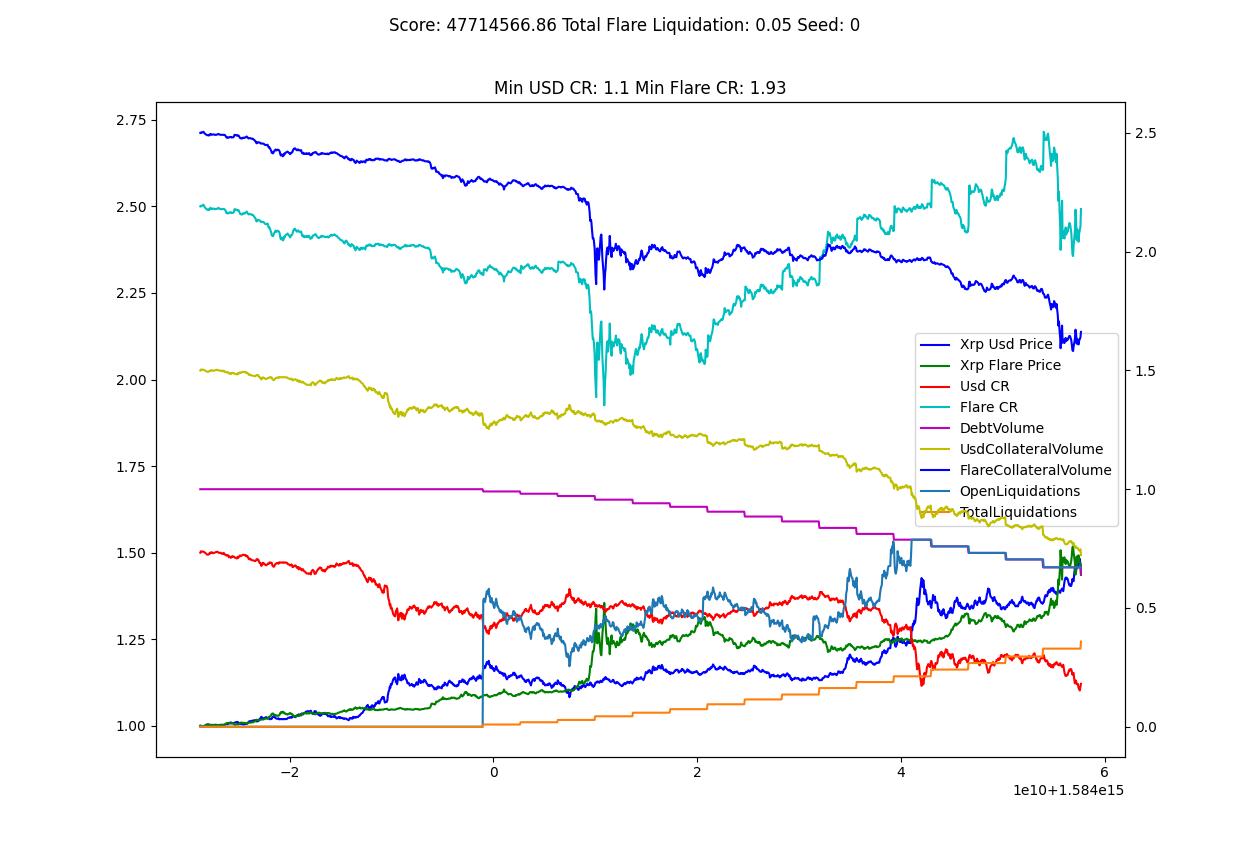 Score: 47714566.86 Total Flare Liquidation: 0.05 Seed: 0
Min USD CR: 1.1 Min Flare CR: 1.93
2.75
2.50
2.25
2.00
1.75
1.50
1.25
1.00
2.5
2.0
1.5
1.0
0.5
0.0
Xrp Usd Price
Xrp Flare Price
Usd CR
Flare CR
DebtVolume
UsdCollateralVolume
FlareCollateralVolume
OpenLiquidations
TotalLiquidations
−2 0 2 4 6
1e10+1.584e15